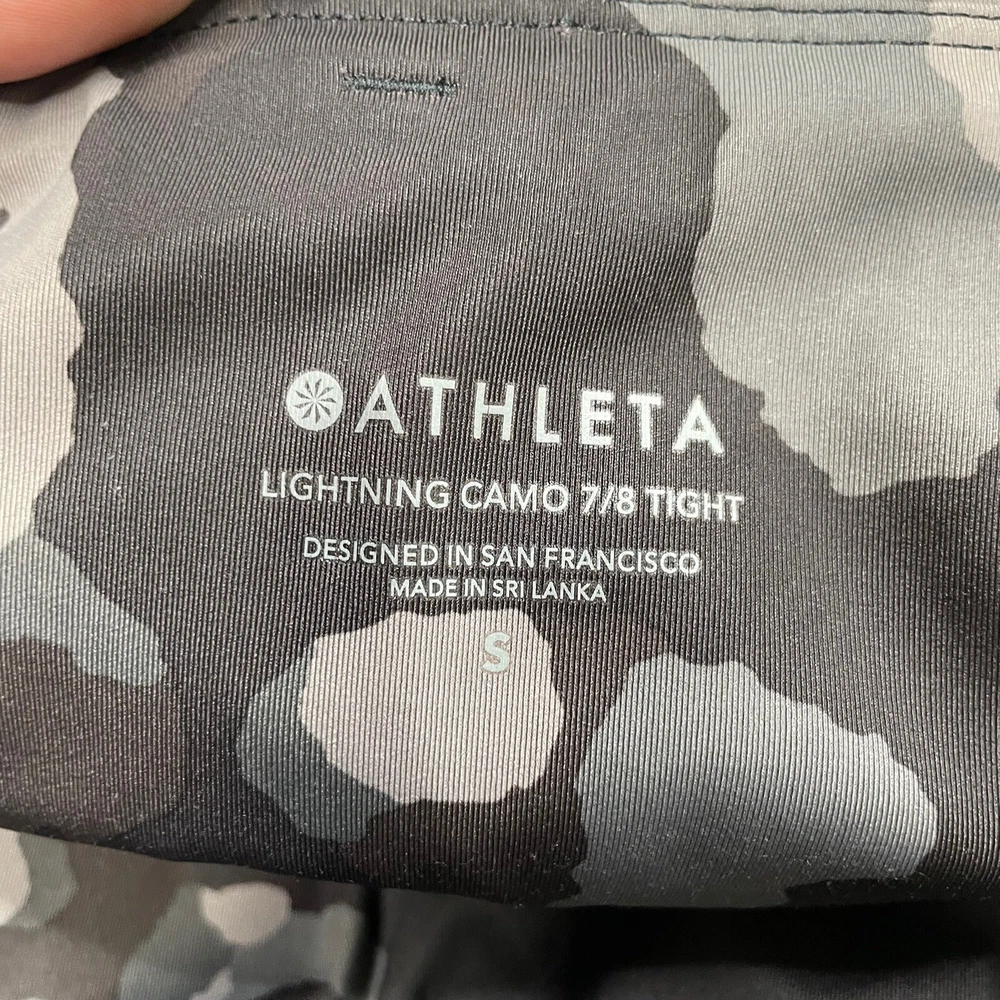 ATHLETA
LIGHTNING CAMO 7/8 TIGHT
DESIGNED IN SAN FRANCISCO
MADE IN SRI LANKA
S